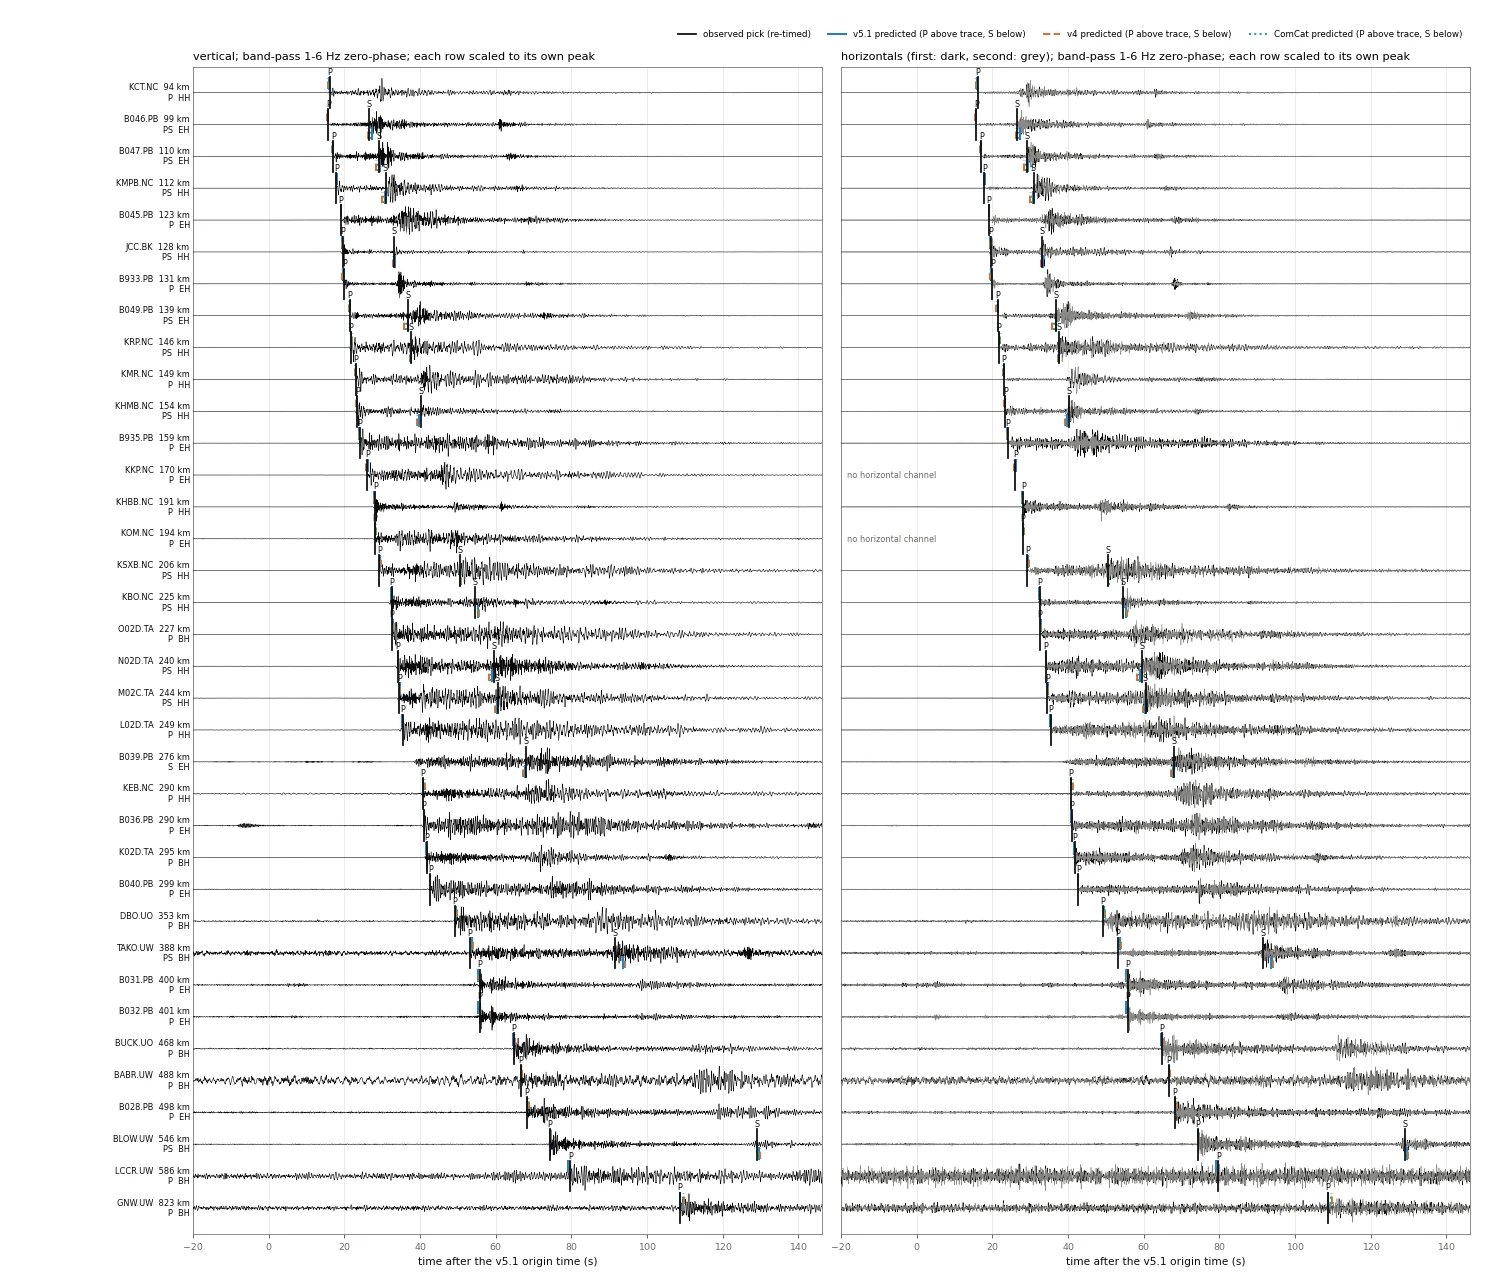 observed pick (re-timed)
v5.1 predicted (P above trace, S below)
v4 predicted (P above trace, S below)
ComCat predicted (P above trace, S below)
vertical; band-pass 1-6 Hz zero-phase; each row scaled to its own peak
horizontals (first: dark, second: grey); band-pass 1-6 Hz zero-phase; each row scaled to its own peak
KCT.NC 94 km
P HH
B046.PB 99 km
PS EH
B047.PB 110 km
PS EH
KMPB.NC 112 km
PS HH
B045.PB 123 km
P EH
JCC.BK 128 km
PS HH
B933.PB 131 km
P EH
B049.PB 139 km
PS EH
KRP.NC 146 km
PS HH
KMR.NC 149 km
P HH
KHMB.NC 154 km
PS HH
B935.PB 159 km
P EH
KKP.NC 170 km
P EH
no horizontal channel
KHBB.NC 191 km
P HH
KOM.NC 194 km
P EH
no horizontal channel
KSXB.NC 206 km
PS HH
KBO.NC 225 km
PS HH
O02D.TA 227 km
P BH
N02D.TA 240 km
PS HH
M02C.TA 244 km
PS HH
L02D.TA 249 km
P HH
B039.PB 276 km
S EH
KEB.NC 290 km
P HH
B036.PB 290 km
P EH
K02D.TA 295 km
P BH
B040.PB 299 km
P EH
DBO.UO 353 km
P BH
TAKO.UW 388 km
PS BH
B031.PB 400 km
P EH
B032.PB 401 km
P EH
BUCK.UO 468 km
P BH
BABR.UW 488 km
P BH
B028.PB 498 km
P EH
BLOW.UW 546 km
PS BH
LCCR.UW 586 km
P BH
GNW.UW 823 km
P BH
−20 0 20 40 60 80 100 120 140
−20 0 20 40 60 80 100 120 140
time after the v5.1 origin time (s)
time after the v5.1 origin time (s)